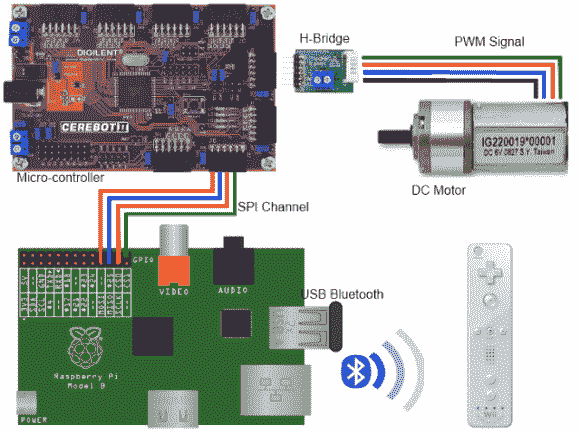 H-Bridge
PWM Signal
DIGILENT
CEREBOT II
IG220019*00001
DC 6V 0827 S.Y. Taiwan
Micro-controller
DC Motor
SPI Channel
GPIO
VIDEO
AUDIO
USB Bluetooth
Raspberry Pi
Model B
POWER
Wii